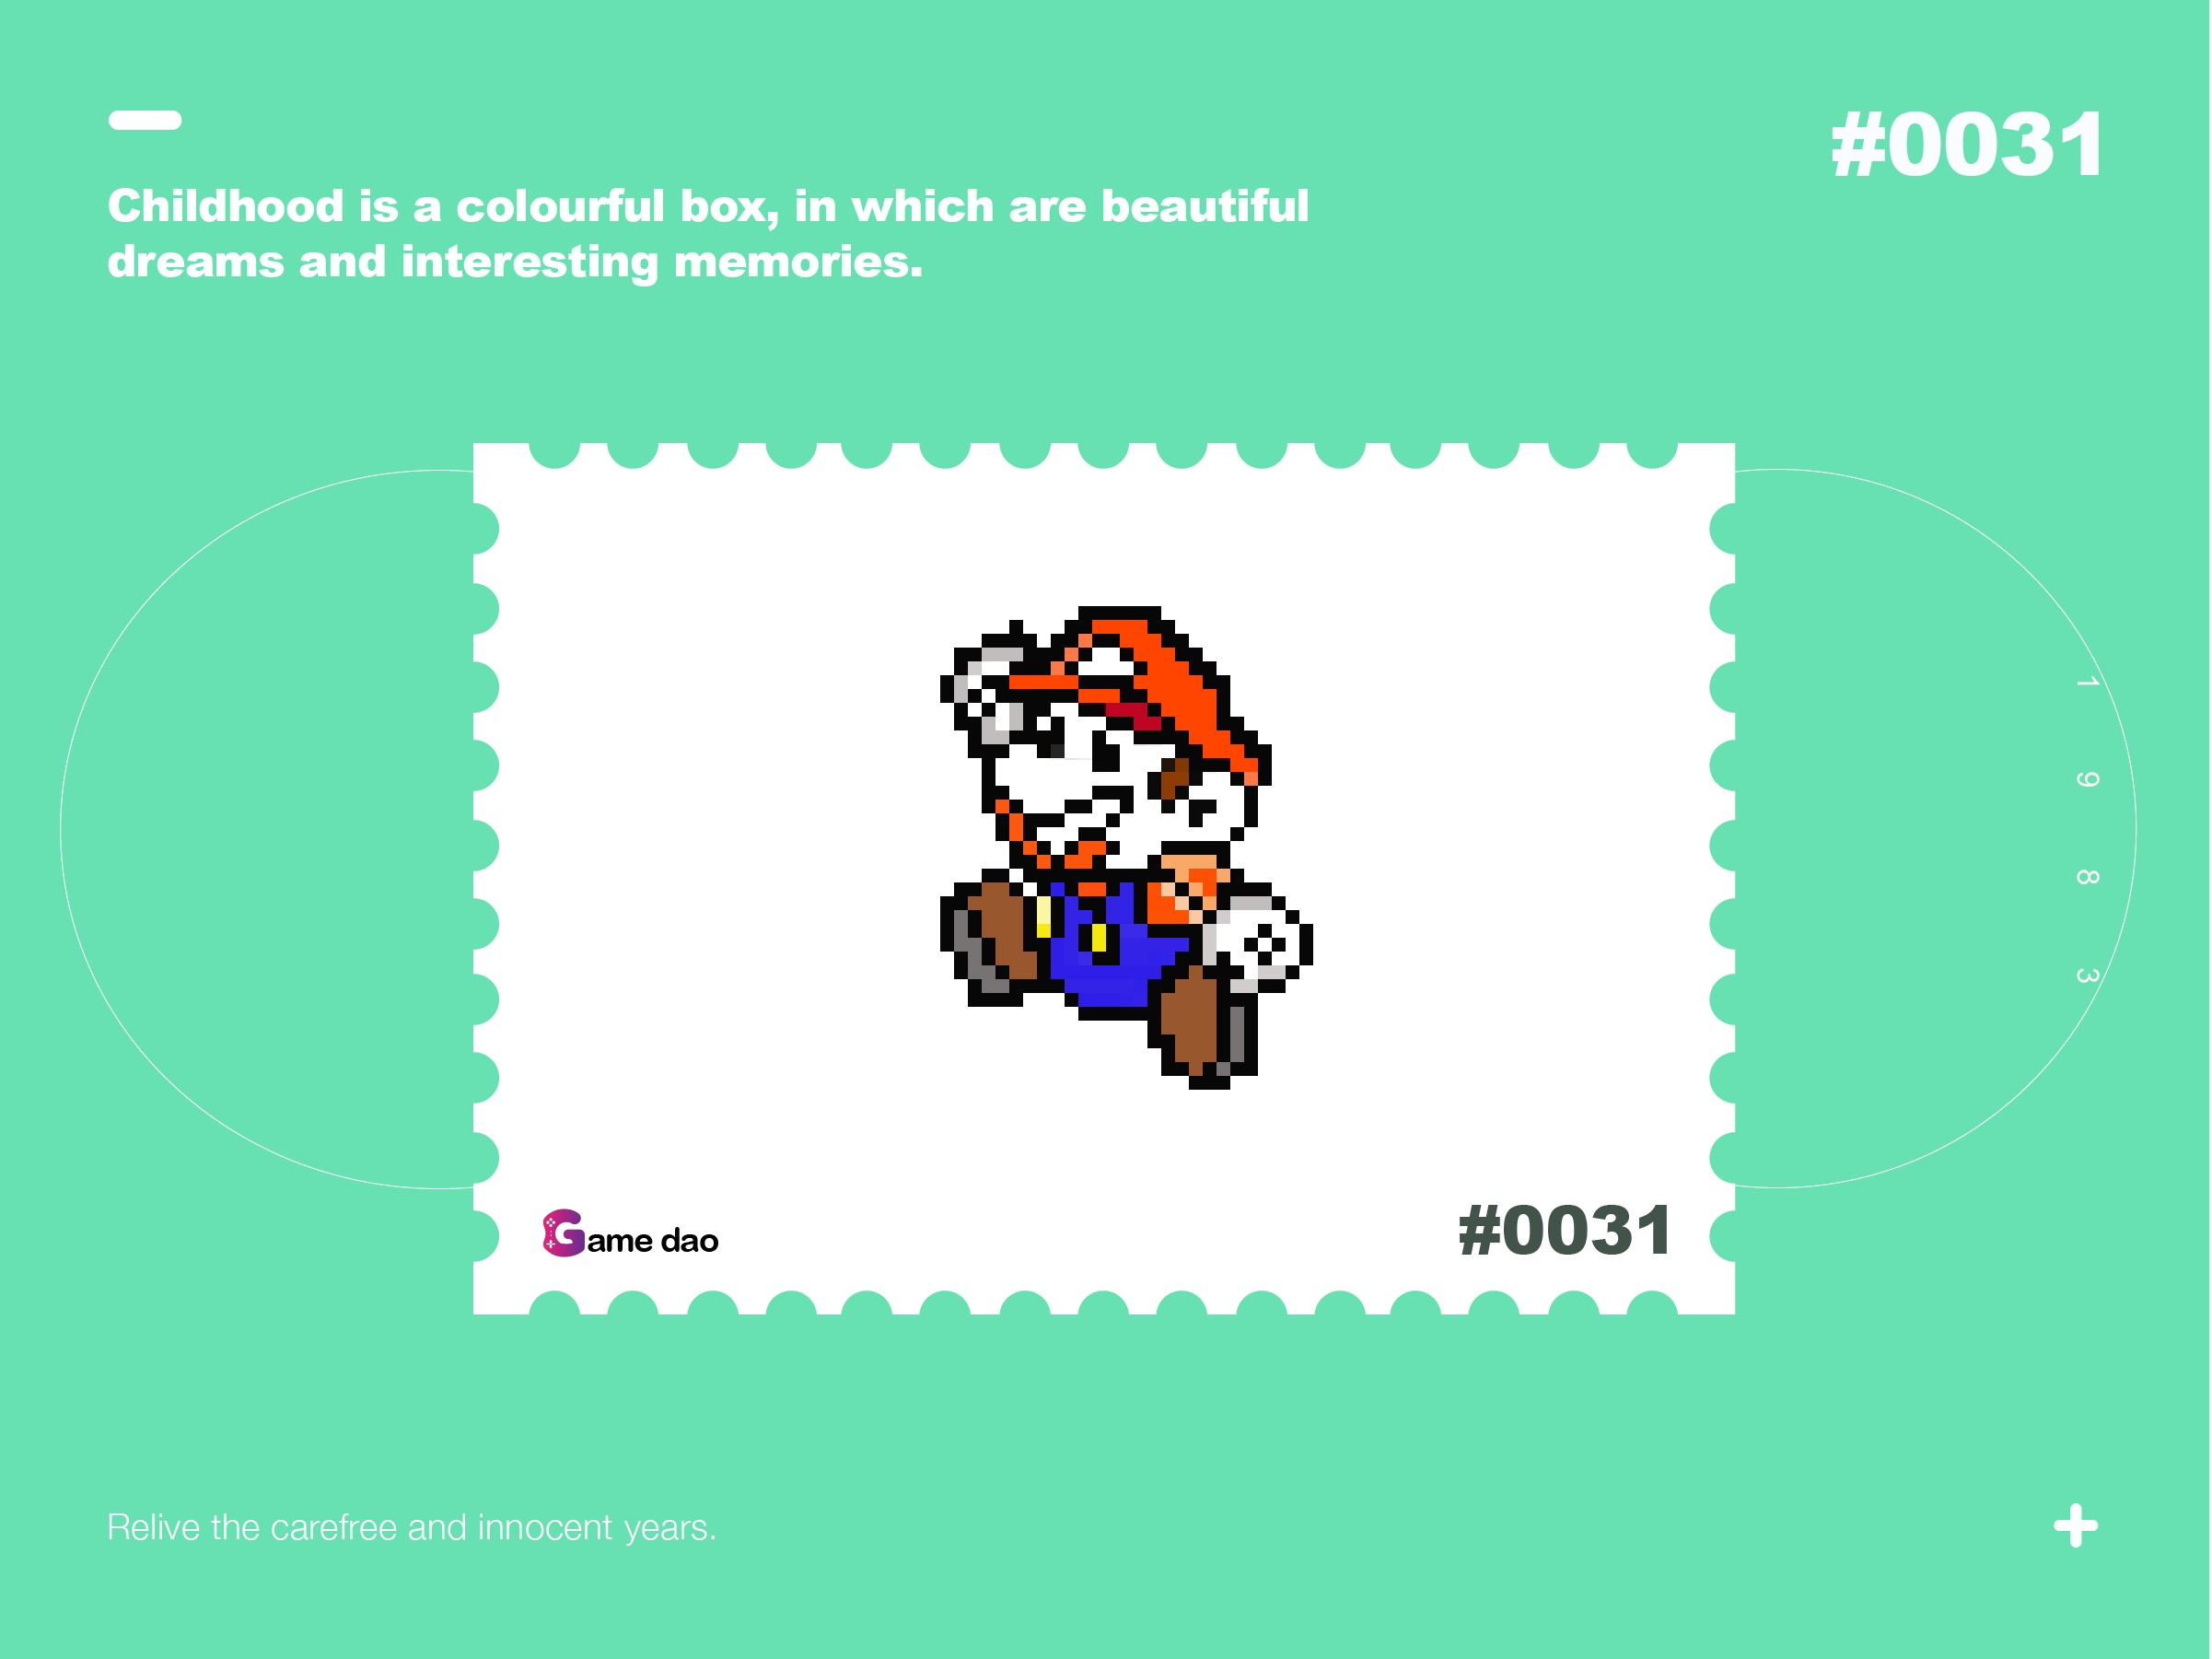 #0031
Childhood is a colourful box, in which are beautiful
dreams and interesting memories.
1 9 8 3
Game dao
#0031
Relive the carefree and innocent years.